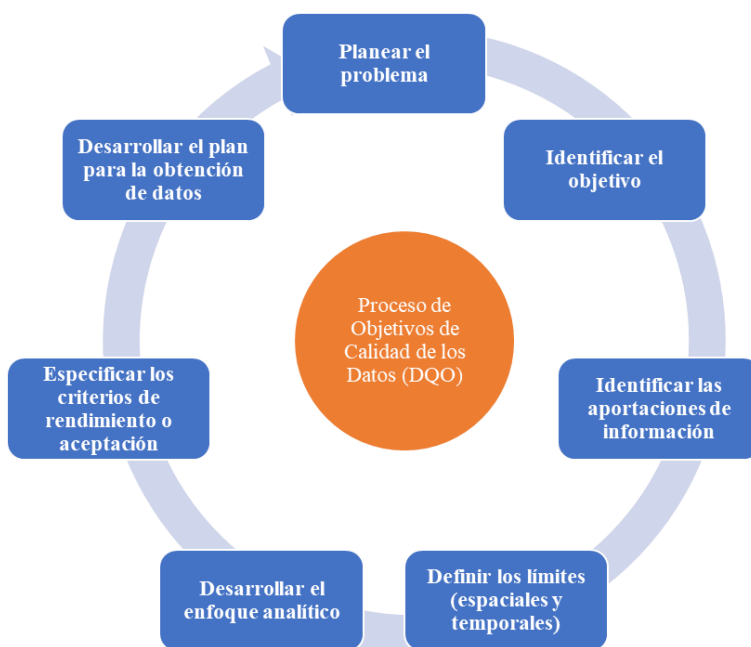 Planear el
problema
Identificar el
objetivo
Identificar las
aportaciones de
información
Definir los límites
(espaciales y
temporales)
Desarrollar el
enfoque analítico
Especificar los
criterios de
rendimiento o
aceptación
Desarrollar el plan
para la obtención
de datos
Proceso de
Objetivos de
Calidad de los
Datos (DQO)